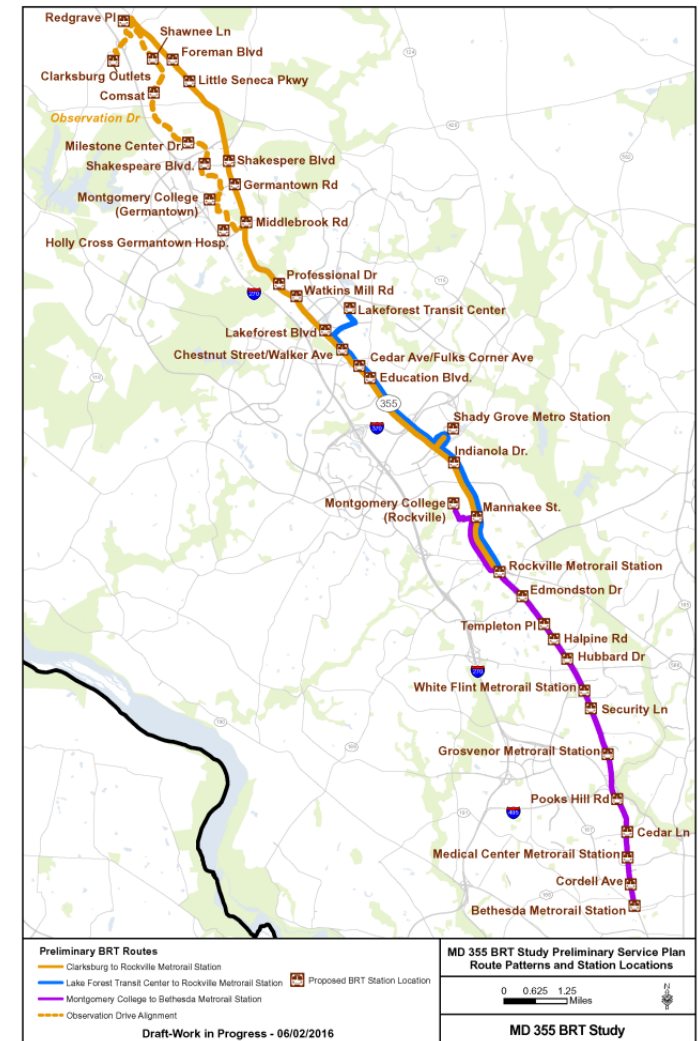 Redgrave Pl
Shawnee Ln
Foreman Blvd
Clarksburg Outlets
Little Seneca Pkwy
Comsat
Observation Dr
Milestone Center Dr.
Shakespeare Blvd.
Shakespere Blvd
Germantown Rd
Montgomery College
(Germantown)
Middlebrook Rd
Holly Cross Germantown Hosp.
Professional Dr
Watkins Mill Rd
270
Lakeforest Transit Center
Lakeforest Blvd
Chestnut Street/Walker Ave
Cedar Ave/Fulks Corner Ave
Education Blvd.
355
Shady Grove Metro Station
370
Indianola Dr.
Montgomery College
(Rockville)
Mannakee St.
Rockville Metrorail Station
Edmondston Dr
Templeton Pl
Halpine Rd
Hubbard Dr
270
White Flint Metrorail Station
Security Ln
Grosvenor Metrorail Station
Pooks Hill Rd
495
Cedar Ln
Medical Center Metrorail Station
Cordell Ave
Bethesda Metrorail Station
Preliminary BRT Routes
Clarksburg to Rockville Metrorail Station
Lake Forest Transit Center to Rockville Metrorail Station
Proposed BRT Station Location
Montgomery College to Bethesda Metrorail Station
Observation Drive Alignment
Draft-Work in Progress - 06/02/2016
MD 355 BRT Study Preliminary Service Plan
Route Patterns and Station Locations
0 0.625 1.25
Miles
N
MD 355 BRT Study